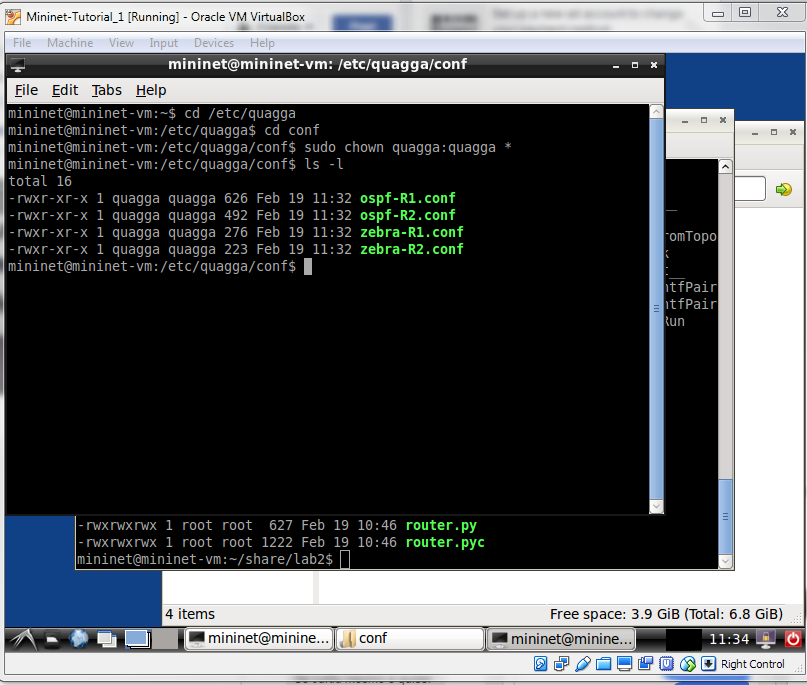 Set up a new ad account to change
Mininet-Tutorial_1 [Running] - Oracle VM VirtualBox
File Machine View Input Devices Help
mininet@mininet-vm: /etc/quagga/conf
File Edit Tabs Help
mininet@mininet-vm:~$ cd /etc/quagga
mininet@mininet-vm:/etc/quagga$ cd conf
mininet@mininet-vm:/etc/quagga/conf$ sudo chown quagga:quagga *
mininet@mininet-vm:/etc/quagga/conf$ ls -l
total 16
-rwxr-xr-x 1 quagga quagga 626 Feb 19 11:32 ospf-R1.conf
-rwxr-xr-x 1 quagga quagga 492 Feb 19 11:32 ospf-R2.conf
-rwxr-xr-x 1 quagga quagga 276 Feb 19 11:32 zebra-R1.conf
-rwxr-xr-x 1 quagga quagga 223 Feb 19 11:32 zebra-R2.conf
mininet@mininet-vm:/etc/quagga/conf$
romTopo
ntfPair
ntfPair
Run
-rwxrwxrwx 1 root root 627 Feb 19 10:46 router.py
-rwxrwxrwx 1 root root 1222 Feb 19 10:46 router.pyc
mininet@mininet-vm:~/share/lab2$
4 items Free space: 3.9 GiB (Total: 6.8 GiB)
mininet@minine... conf mininet@minine... 11:34
Right Control